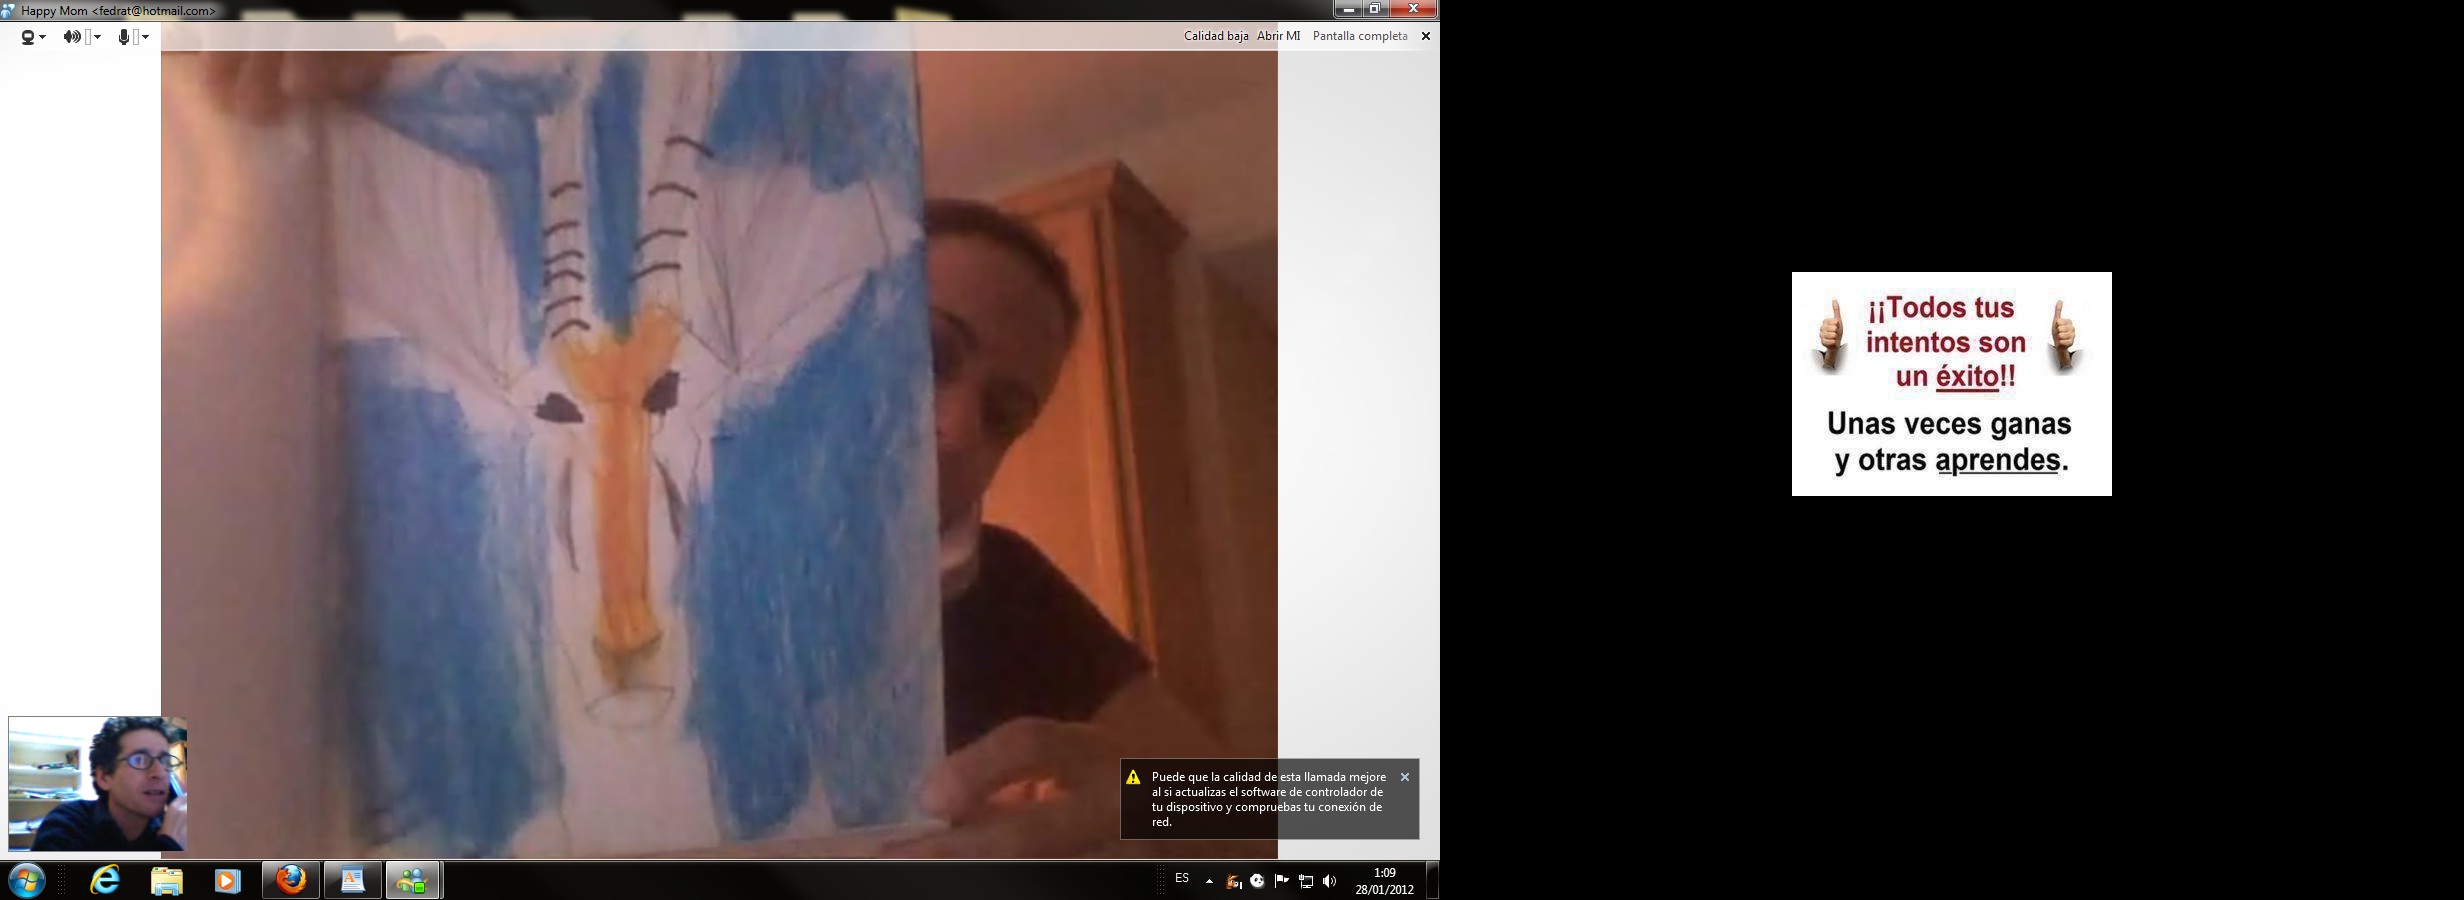 Happy Mom <fedrat@hotmail.com>
Calidad baja Abrir MI Pantalla completa
¡¡Todos tus
intentos son
un éxito!!
Unas veces ganas
y otras aprendes.
Puede que la calidad de esta llamada mejore
al si actualizas el software de controlador de
tu dispositivo y compruebas tu conexión de
red.
ES
1:09
28/01/2012